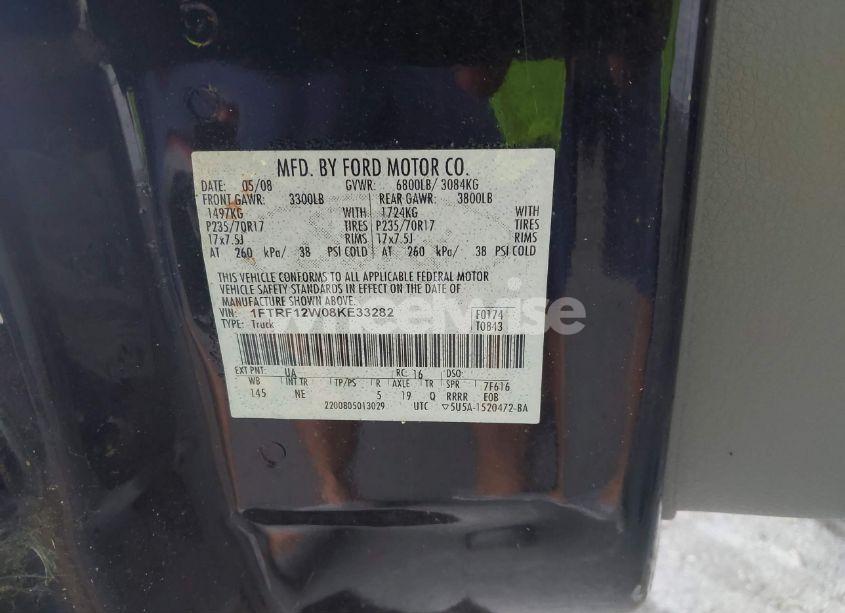 MFD. BY FORD MOTOR CO.
DATE: 05/08 GVWR: 6800LB/ 3084KG
FRONT GAWR: 3300LB REAR GAWR: 3800LB
1497KG WITH 1724KG WITH
P235/70R17 TIRES P235/70R17 TIRES
17x7.5J RIMS 17x7.5J RIMS
AT 260 kPa/ 38 PSI COLD AT 260 kPa/ 38 PSI COLD
THIS VEHICLE CONFORMS TO ALL APPLICABLE FEDERAL MOTOR
VEHICLE SAFETY STANDARDS IN EFFECT ON THE DATE OF
MANUFACTURE SHOWN ABOVE.
VIN: 1FTRF12W08KE33282 F0174
TYPE: Truck T0843
wheelwise
EXT PNT: UA RC: 16 DSO:
WB INT TR TP/PS R AXLE TR SPR 7F616
145 NE 5 19 Q RRRR EOB
2200805013029 UTC ▽5U5A-1520472-BA